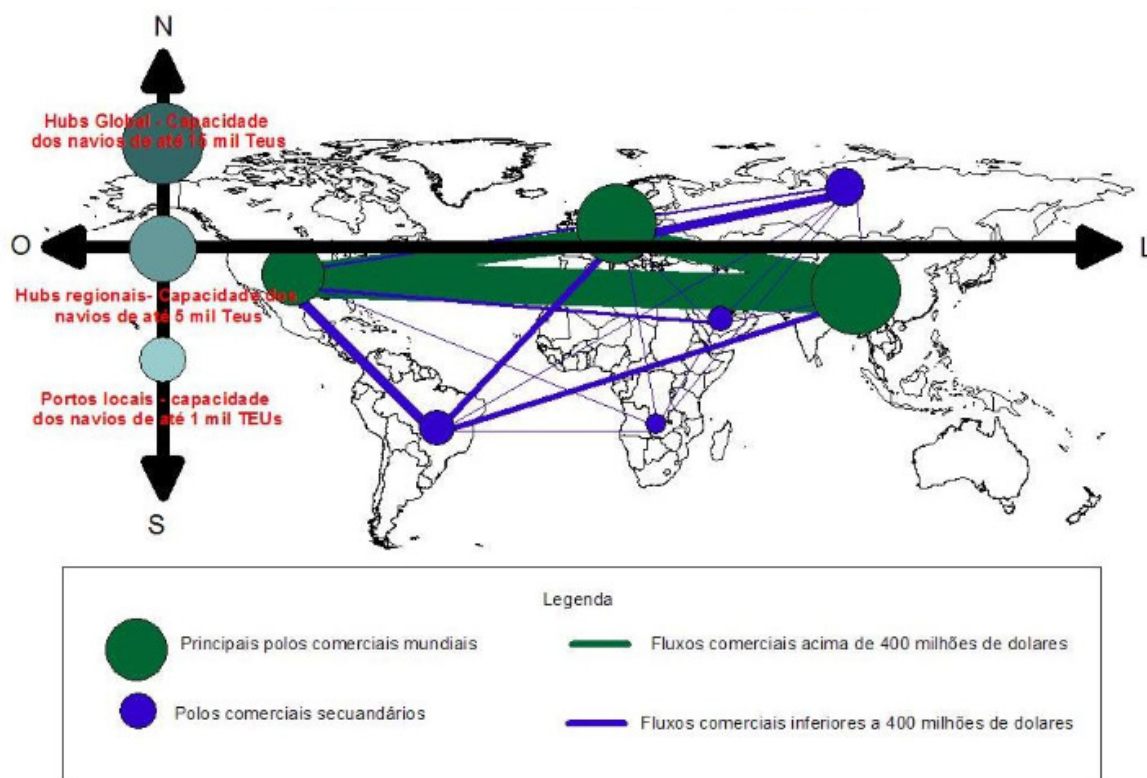 N
Hubs Global - Capacidade
dos navios de até 15 mil Teus
O
L
Hubs regionais- Capacidade dos
navios de até 5 mil Teus
Portos locais - capacidade
dos navios de até 1 mil TEUs
S
Legenda
Principais polos comerciais mundiais
Fluxos comerciais acima de 400 milhões de dolares
Polos comerciais secuandários
Fluxos comerciais inferiores a 400 milhões de dolares